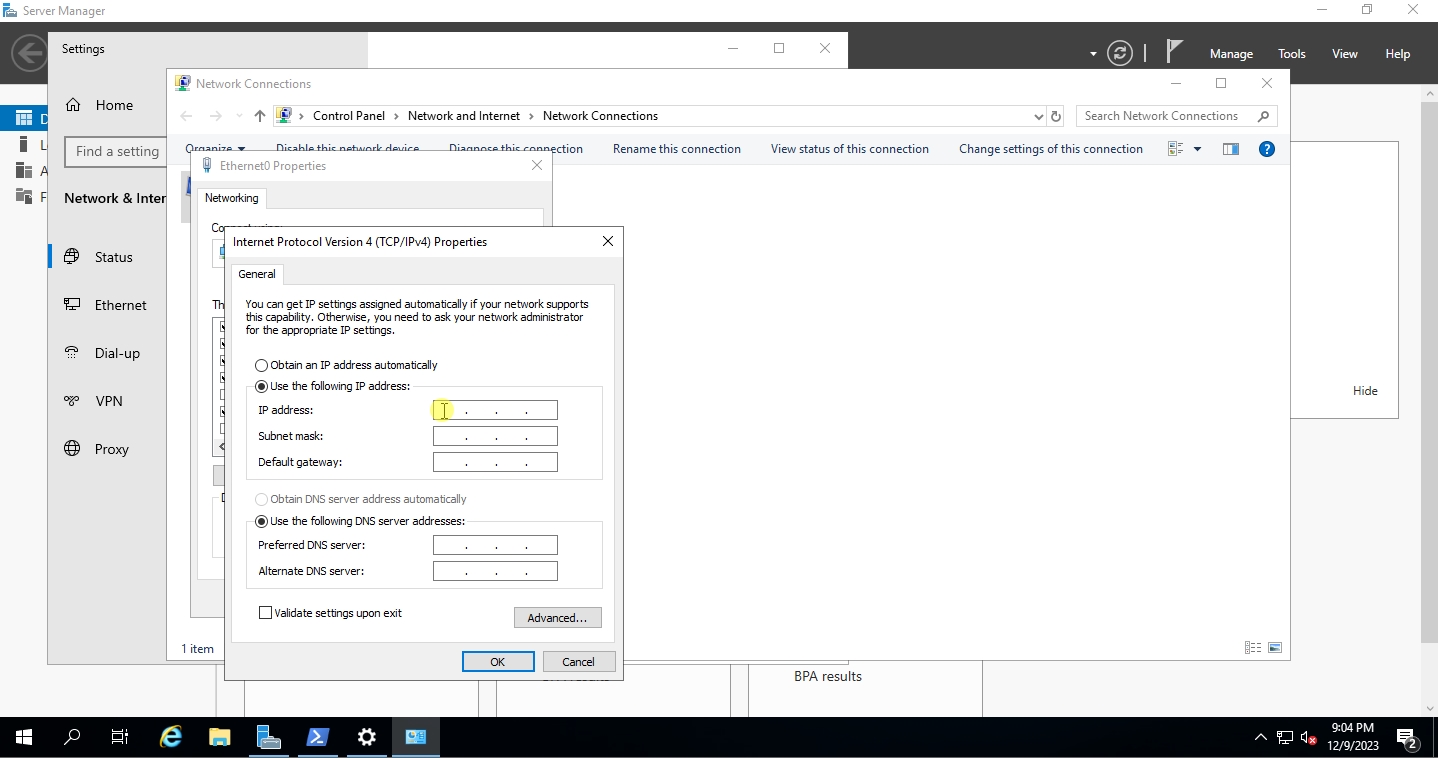 Server Manager
Manage
Tools
View
Help
Settings
Home
Find a setting
Network & Inter
Status
Ethernet
Dial-up
VPN
Proxy
Network Connections
Control Panel
Network and Internet
Network Connections
Search Network Connections
Organize
Disable this network device
Diagnose this connection
Rename this connection
View status of this connection
Change settings of this connection
Ethernet0 Properties
Networking
Internet Protocol Version 4 (TCP/IPv4) Properties
General
You can get IP settings assigned automatically if your network supports
this capability. Otherwise, you need to ask your network administrator
for the appropriate IP settings.
Obtain an IP address automatically
Use the following IP address:
IP address:
Subnet mask:
Default gateway:
Obtain DNS server address automatically
Use the following DNS server addresses:
Preferred DNS server:
Alternate DNS server:
Validate settings upon exit
Advanced...
OK
Cancel
1 item
Hide
BPA results
9:04 PM
12/9/2023
2